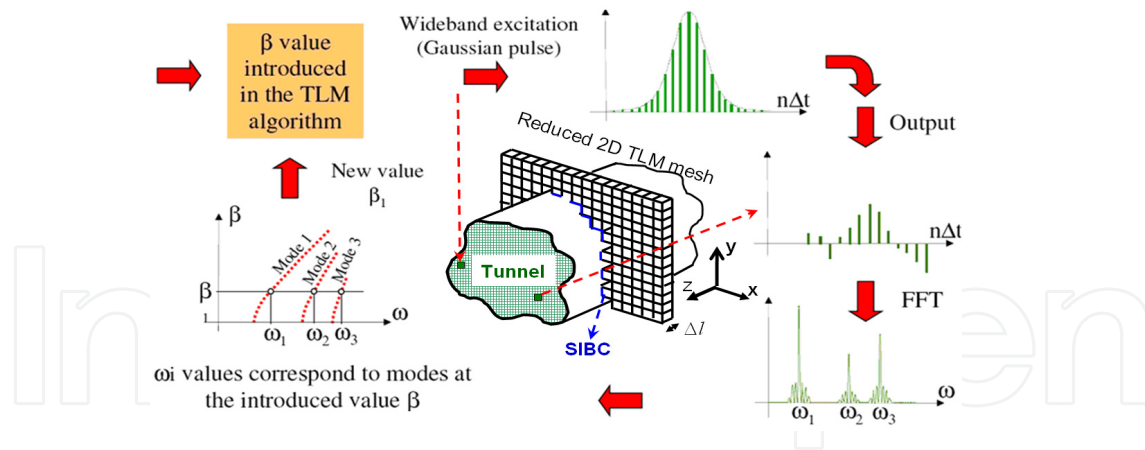 β value
introduced
in the TLM
algorithm
Wideband excitation
(Gaussian pulse)
nΔt
Output
Reduced 2D TLM mesh
New value
β1
β
Mode 1
Mode 2
Mode 3
β
1
ω
ω1
ω2
ω3
Tunnel
y
x
z
Δl
SIBC
nΔt
FFT
ω
ω1
ω2
ω3
ωi values correspond to modes at
the introduced value β